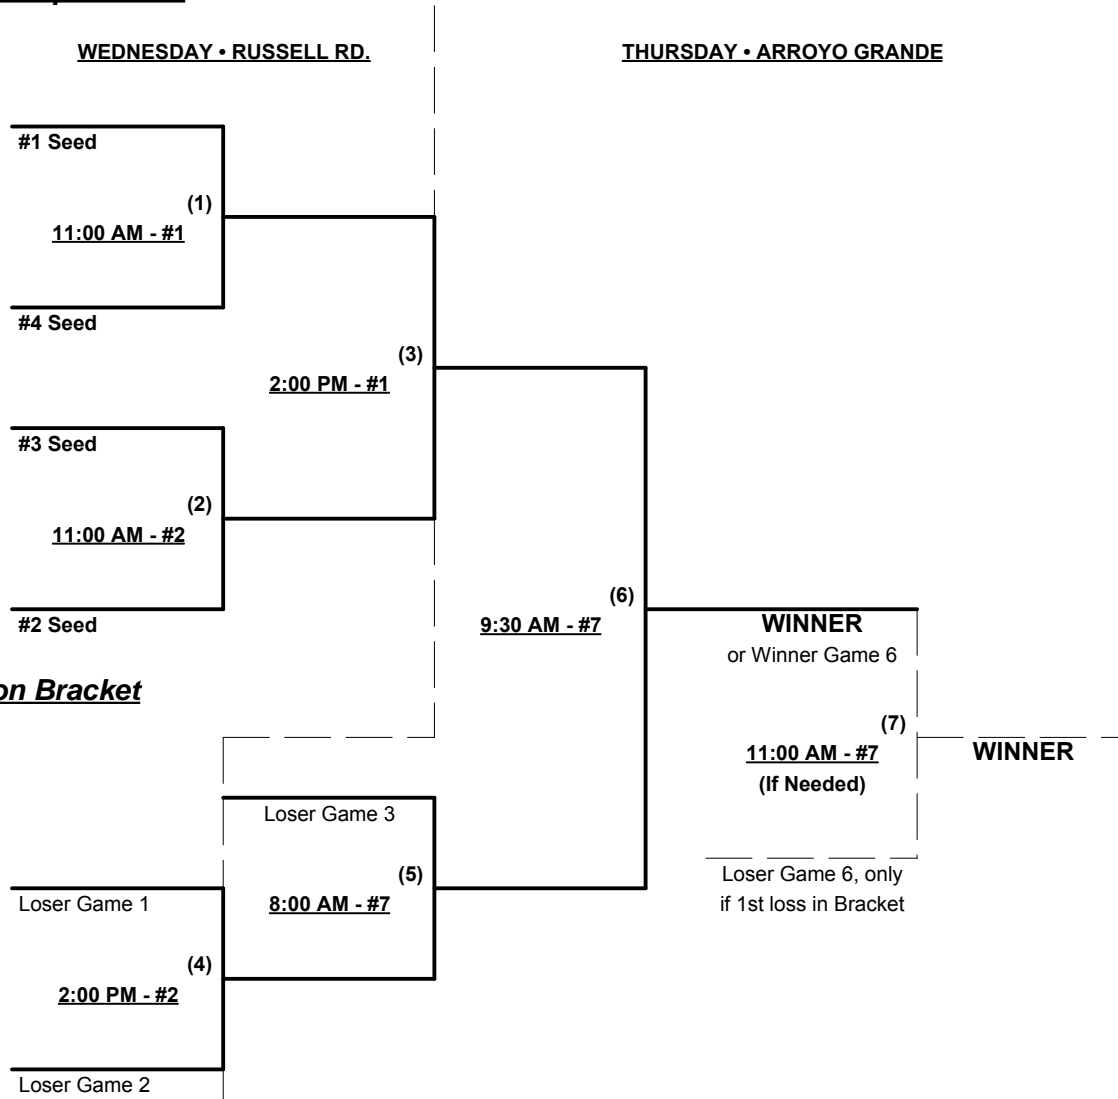 WEDNESDAY • RUSSELL RD.
THURSDAY • ARROYO GRANDE
#1 Seed
(1)
11:00 AM - #1
#4 Seed
(3)
2:00 PM - #1
#3 Seed
(2)
11:00 AM - #2
#2 Seed
(6)
9:30 AM - #7
WINNER
or Winner Game 6
on Bracket
(7)
11:00 AM - #7
(If Needed)
WINNER
Loser Game 3
(5)
8:00 AM - #7
Loser Game 6, only
if 1st loss in Bracket
Loser Game 1
(4)
2:00 PM - #2
Loser Game 2